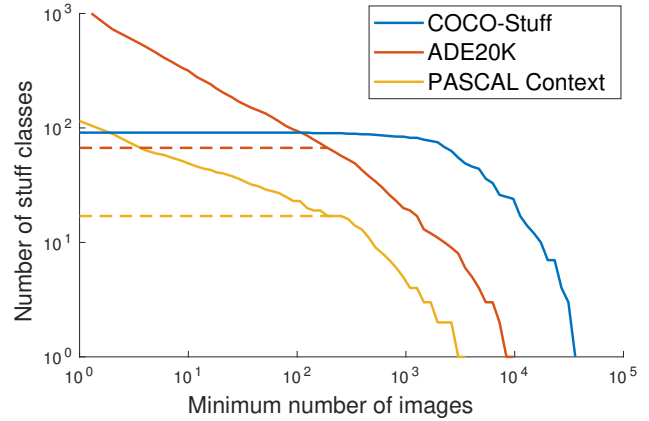 10^3
10^2
10^1
10^0
Number of stuff classes
COCO-Stuff
ADE20K
PASCAL Context
10^0 10^1 10^2 10^3 10^4 10^5
Minimum number of images